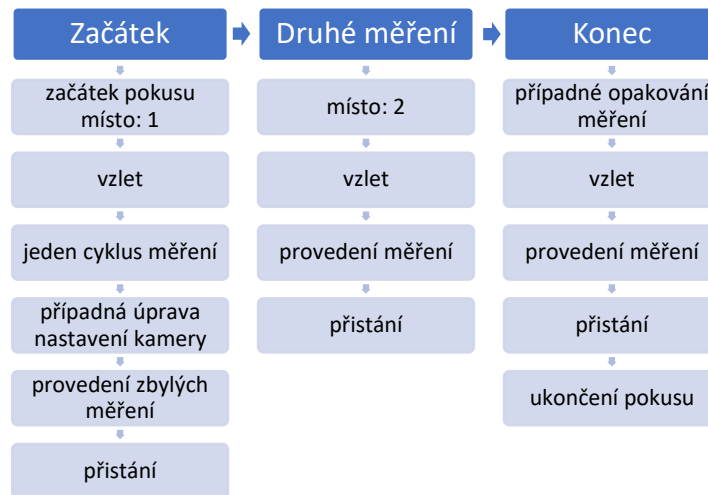 Začátek
začátek pokusu
místo: 1
vzlet
jeden cyklus měření
případná úprava
nastavení kamery
provedení zbylých
měření
přistání
Druhé měření
místo: 2
vzlet
provedení měření
přistání
Konec
případné opakování
měření
vzlet
provedení měření
přistání
ukončení pokusu